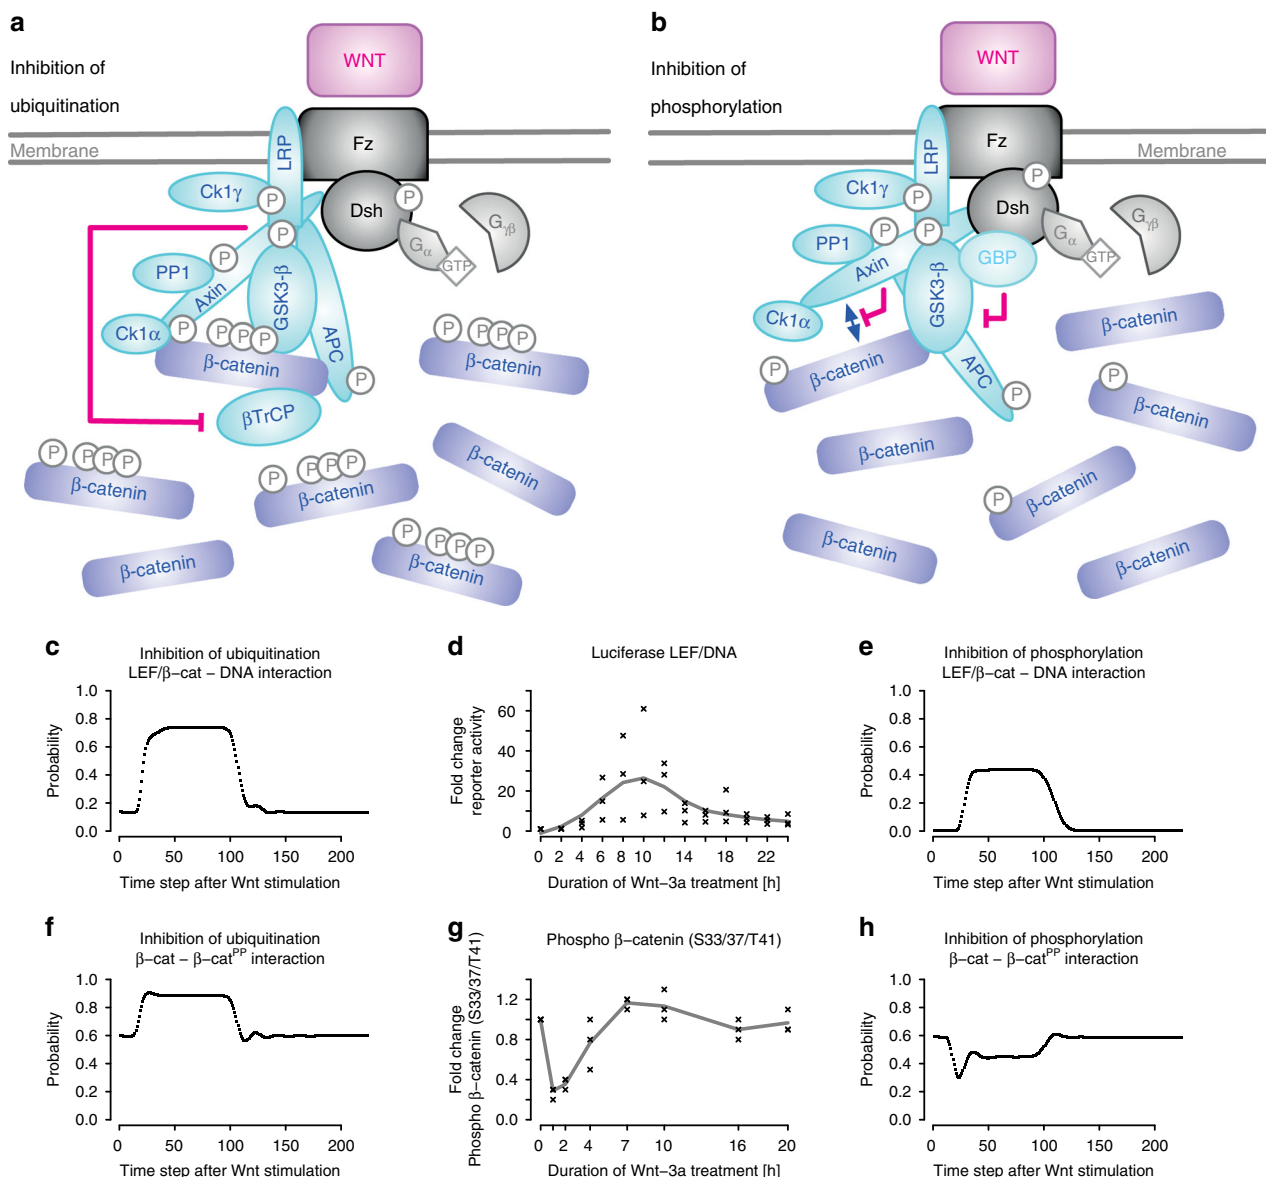 a
Inhibition of
ubiquitination
WNT
Membrane
LRP
Fz
Ck1γ
P
Dsh
P
Gα
GTP
Gγβ
P
PP1
P
Axin
GSK3-β
APC
Ck1α
P
P
P
P
β-catenin
P
βTrCP
P
P
P
P
β-catenin
P
P
P
P
β-catenin
P
P
P
P
β-catenin
β-catenin
P
P
P
P
β-catenin
β-catenin
b
Inhibition of
phosphorylation
WNT
Membrane
LRP
Fz
Ck1γ
P
P
Dsh
Gα
GTP
Gγβ
PP1
P
P
GBP
Axin
GSK3-β
Ck1α
APC
P
P
β-catenin
β-catenin
P
β-catenin
β-catenin
P
β-catenin
β-catenin
β-catenin
c
Inhibition of ubiquitination
LEF/β−cat − DNA interaction
Probability
1.0
0.8
0.6
0.4
0.2
0.0
0 50 100 150 200
Time step after Wnt stimulation
d
Luciferase LEF/DNA
Fold change
reporter activity
60
40
20
0
0 2 4 6 8 10 14 18 22
Duration of Wnt−3a treatment [h]
e
Inhibition of phosphorylation
LEF/β−cat − DNA interaction
Probability
1.0
0.8
0.6
0.4
0.2
0.0
0 50 100 150 200
Time step after Wnt stimulation
f
Inhibition of ubiquitination
β−cat − β−catPP interaction
Probability
1.0
0.8
0.6
0.4
0.2
0.0
0 50 100 150 200
Time step after Wnt stimulation
g
Phospho β−catenin (S33/37/T41)
Fold change
Phospho β−catenin (S33/37/T41)
1.2
0.8
0.4
0.0
0 2 4 7 10 16 20
Duration of Wnt−3a treatment [h]
h
Inhibition of phosphorylation
β−cat − β−catPP interaction
Probability
1.0
0.8
0.6
0.4
0.2
0.0
0 50 100 150 200
Time step after Wnt stimulation